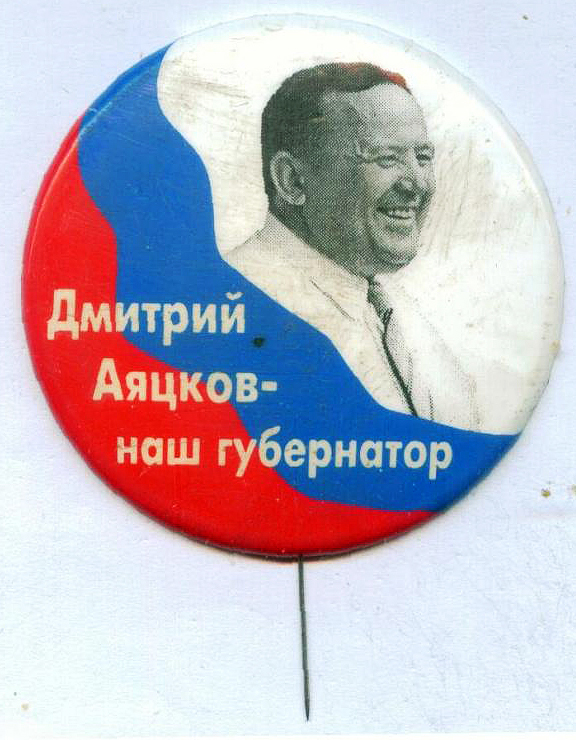 Дмитрий
Аяцков-
наш губернатор